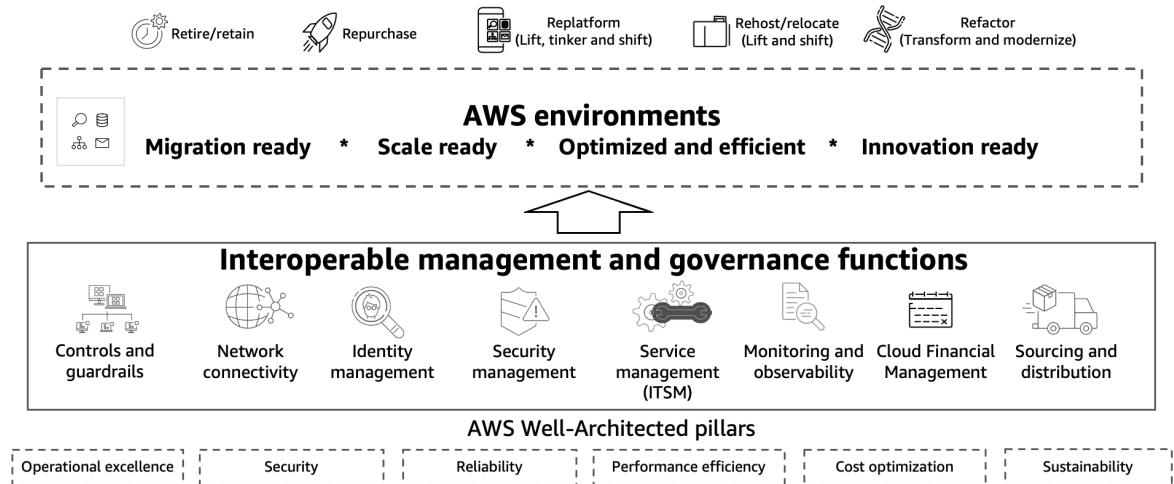 Retire/retain
Repurchase
Replatform
(Lift, tinker and shift)
Rehost/relocate
(Lift and shift)
Refactor
(Transform and modernize)
AWS environments
Migration ready * Scale ready * Optimized and efficient * Innovation ready
Interoperable management and governance functions
Controls and
guardrails
Network
connectivity
Identity
management
Security
management
Service
management
(ITSM)
Monitoring and
observability
Cloud Financial
Management
Sourcing and
distribution
AWS Well-Architected pillars
Operational excellence
Security
Reliability
Performance efficiency
Cost optimization
Sustainability